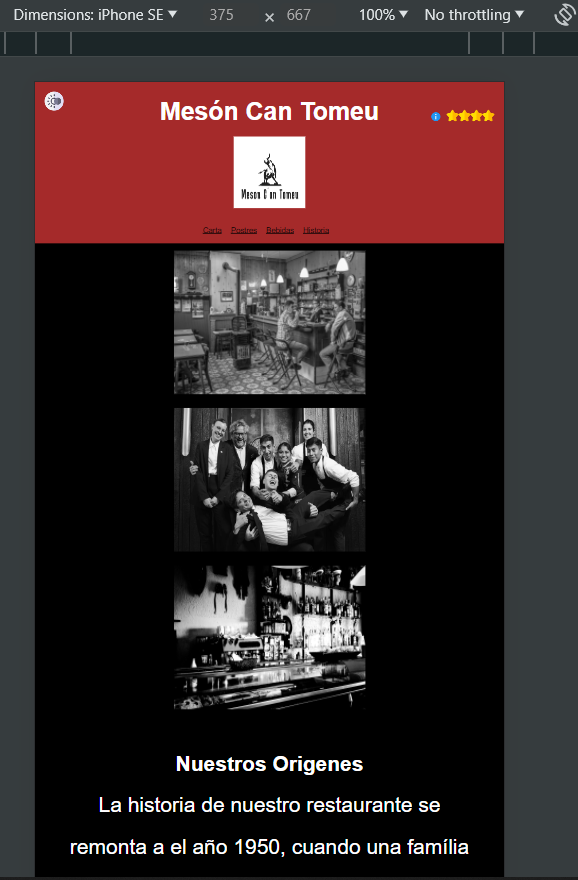 Dimensions: iPhone SE ▼ 375 × 667 100% ▼ No throttling ▼
Mesón Can Tomeu
Mesón C an Tomeu
Carta Postres Bebidas Historia
Nuestros Origenes
La historia de nuestro restaurante se
remonta a el año 1950, cuando una família